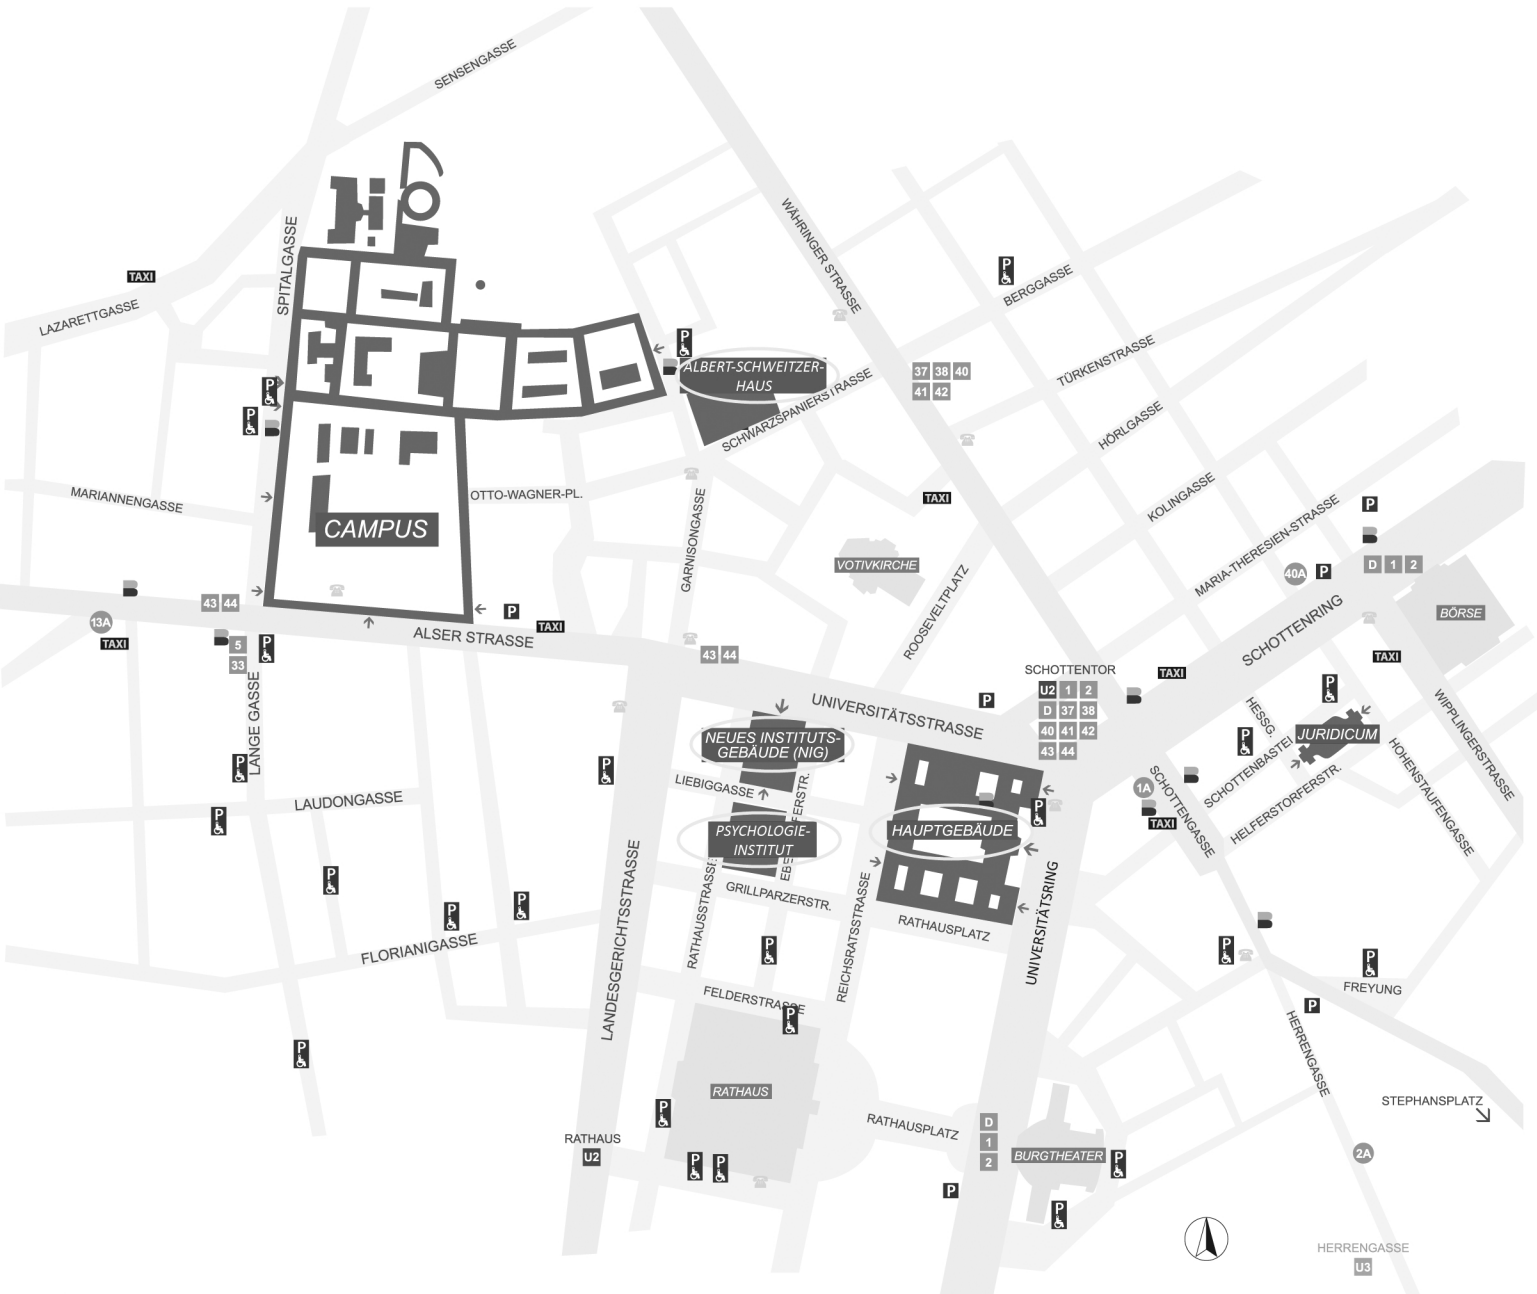 SENSENGASSE
WÄHRINGER STRASSE
SPITALGASSE
P
BERGGASSE
TAXI
LAZARETTGASSE
P
TÜRKENSTRASSE
ALBERT-SCHWEITZER-
HAUS
37 38 40
41 42
P
SCHWARZSPANIERSTRASSE
P
HÖRLGASSE
MARIANNENGASSE
OTTO-WAGNER-PL.
KOLINGASSE
TAXI
P
CAMPUS
GARNISONGASSE
MARIA-THERESIEN-STRASSE
VOTIVKIRCHE
D 1 2
40A
P
ROOSEVELTPLATZ
43 44
P
BÖRSE
13A
TAXI
TAXI
ALSER STRASSE
SCHOTTENRING
5
33
P
43 44
TAXI
SCHOTTENTOR
TAXI
U2 1 2
D 37 38
40 41 42
43 44
P
P
LANGE GASSE
UNIVERSITÄTSSTRASSE
HESSG.
WIPPLINGERSTRASSE
NEUES INSTITUTS-
GEBÄUDE (NIG)
P
JURIDICUM
P
P
SCHOTTENBASTEI
HOHENSTAUFENGASSE
LIEBIGGASSE
1A
SCHOTTENGASSE
HELFERSTORFERSTR.
LAUDONGASSE
P
P
TAXI
PSYCHOLOGIE-
INSTITUT
HAUPTGEBÄUDE
EBE
FERSTR.
P
GRILLPARZERSTR.
P
P
LANDESGERICHTSSTRASSE
RATHAUSSTRASSE
REICHSRATSSTRASSE
RATHAUSPLATZ
UNIVERSITÄTSRING
FLORIANIGASSE
P
P
P
FREYUNG
FELDERSTRASSE
P
P
HERRENGASSE
P
RATHAUS
P
STEPHANSPLATZ
RATHAUSPLATZ
D
1
2
RATHAUS
U2
BURGTHEATER
2A
P
P
P
P
P
HERRENGASSE
U3